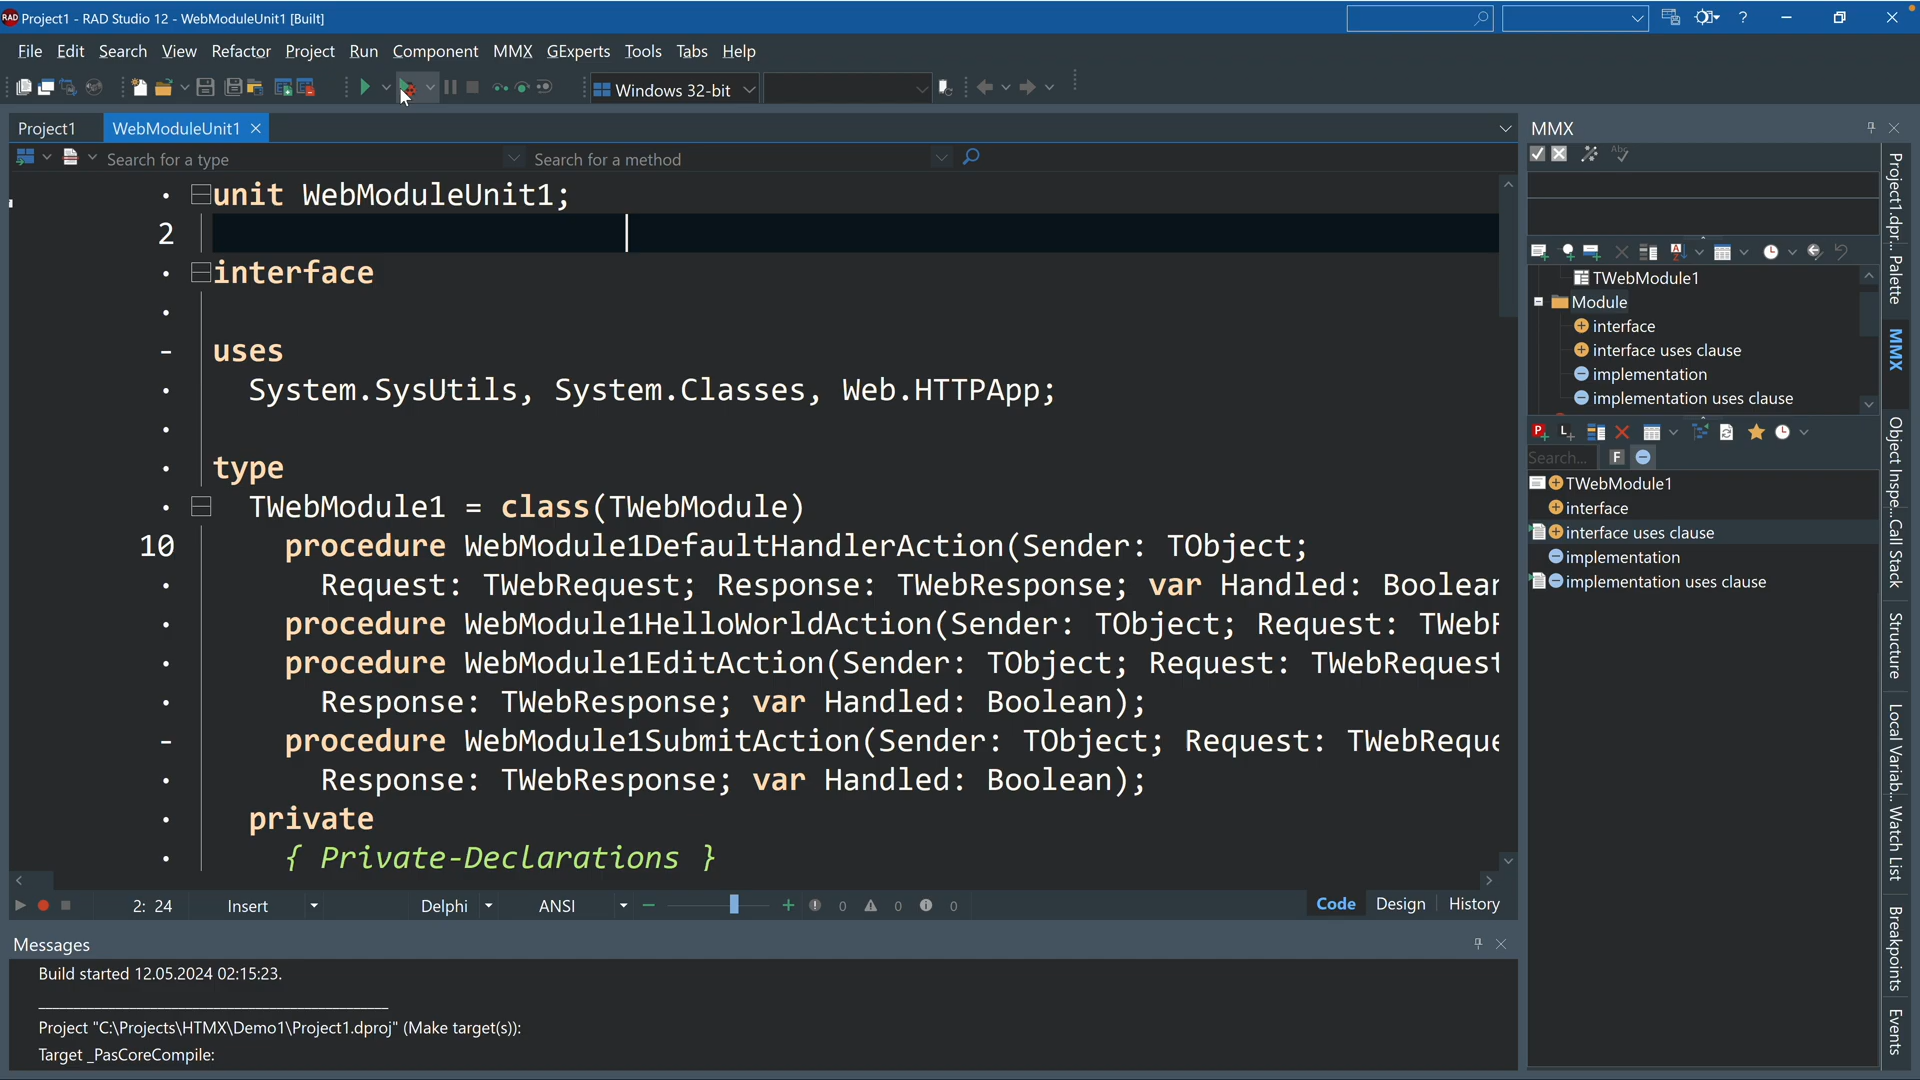 Project1 - RAD Studio 12 - WebModuleUnit1 [Built]
?
File Edit Search View Refactor Project Run Component MMX GExperts Tools Tabs Help
Windows 32-bit
Project1 WebModuleUnit1
Search for a type
Search for a method
unit WebModuleUnit1;
2
interface
uses
System.SysUtils, System.Classes, Web.HTTPApp;
type
TWebModule1 = class(TWebModule)
10 procedure WebModule1DefaultHandlerAction(Sender: TObject;
Request: TWebRequest; Response: TWebResponse; var Handled: Boolean
procedure WebModule1HelloWorldAction(Sender: TObject; Request: TWebR
procedure WebModule1EditAction(Sender: TObject; Request: TWebRequest
Response: TWebResponse; var Handled: Boolean);
procedure WebModule1SubmitAction(Sender: TObject; Request: TWebReque
Response: TWebResponse; var Handled: Boolean);
private
{ Private-Declarations }
2: 24 Insert Delphi ANSI 0 0 0
Code Design History
Messages
Build started 12.05.2024 02:15:23.
Project "C:\Projects\HTMX\Demo1\Project1.dproj" (Make target(s)):
Target _PasCoreCompile:
MMX
TWebModule1
Module
interface
interface uses clause
implementation
implementation uses clause
Search...
F
TWebModule1
interface
interface uses clause
implementation
implementation uses clause
Project1.dpr...
Palette
MMX
Object Inspe...
Call Stack
Structure
Local Variab...
Watch List
Breakpoints
Events